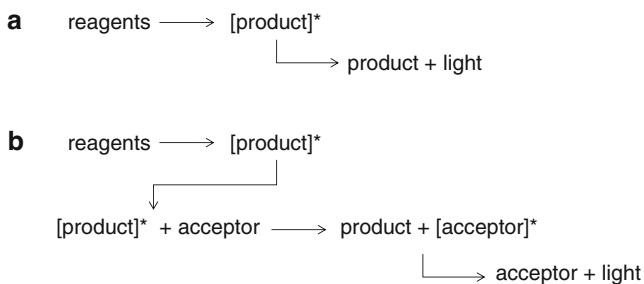 a reagents [product]*
product + light
b reagents [product]*
[product]* + acceptor product + [acceptor]*
acceptor + light